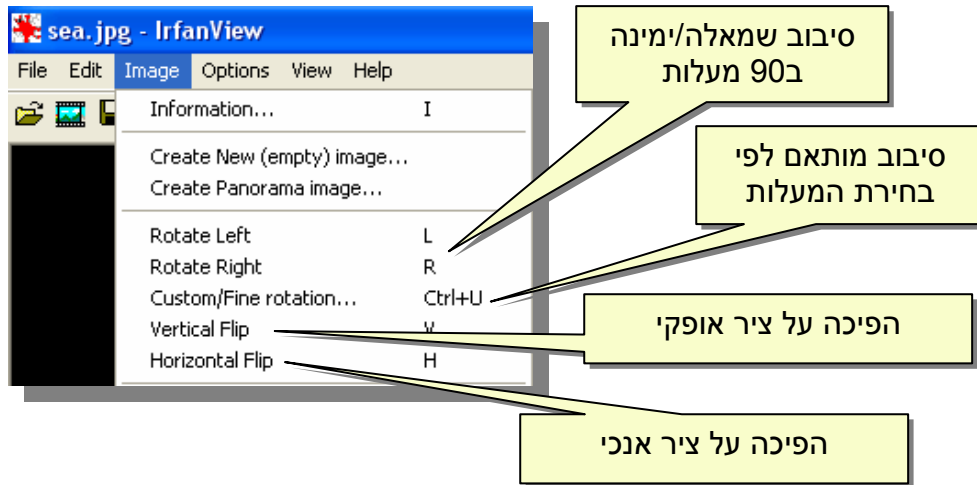 sea.jpg - IrfanView
File Edit Image Options View Help
Information... I
Create New (empty) image...
Create Panorama image...
Rotate Left L
Rotate Right R
Custom/Fine rotation... Ctrl+U
Vertical Flip V
Horizontal Flip H
סיבוב שמאלה/ימינה
ב90 מעלות
סיבוב מותאם לפי
בחירת המעלות
הפיכה על ציר אופקי
הפיכה על ציר אנכי